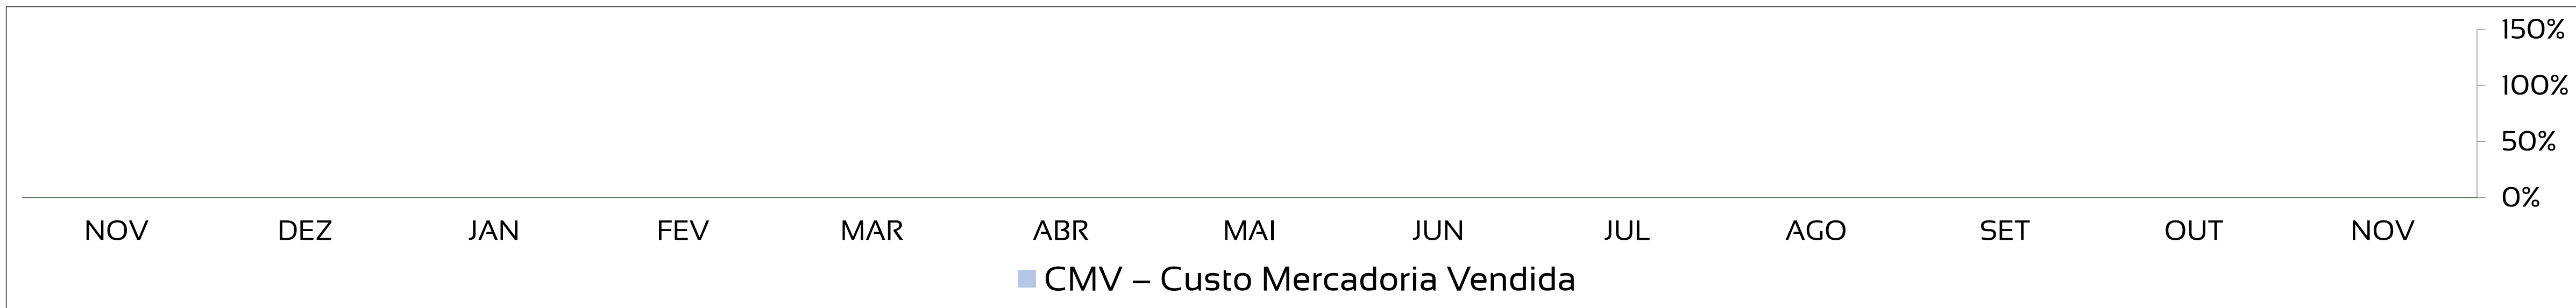 150%
100%
50%
0%
NOV DEZ JAN FEV MAR ABR MAI JUN JUL AGO SET OUT NOV
CMV – Custo Mercadoria Vendida